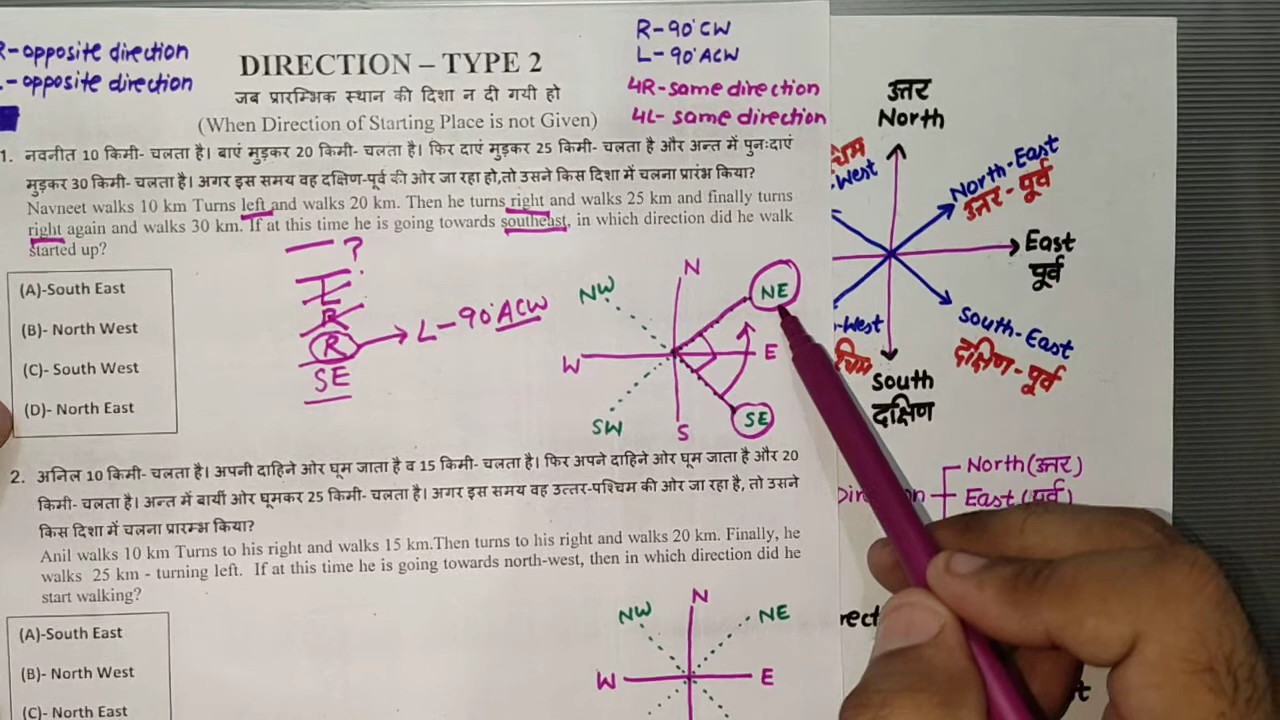 R-opposite direction
L-opposite direction
R-90°CW
L-90°ACW
4R-same direction
4L- same direction
DIRECTION – TYPE 2
जब प्रारम्भिक स्थान की दिशा न दी गयी हो
(When Direction of Starting Place is not Given)
1. नवनीत 10 किमी- चलता है। बाएं मुड़कर 20 किमी- चलता है। फिर दाएं मुड़कर 25 किमी- चलता है और अन्त में पुनःदाएं
मुड़कर 30 किमी- चलता है। अगर इस समय वह दक्षिण-पूर्व की ओर जा रहा हो,तो उसने किस दिशा में चलना प्रारंभ किया?
Navneet walks 10 km Turns left and walks 20 km. Then he turns right and walks 25 km and finally turns
right again and walks 30 km. If at this time he is going towards southeast, in which direction did he walk
started up?
(A)-South East
(B)- North West
(C)- South West
(D)- North East
?
L
R
R
SE
L-90°ACW
N
NW
NE
W
E
SW
S
SE
2. अनिल 10 किमी- चलता है। अपनी दाहिने ओर घूम जाता है व 15 किमी- चलता है। फिर अपने दाहिने ओर घूम जाता है और 20
किमी- चलता है। अन्त में बायीं ओर घूमकर 25 किमी- चलता है। अगर इस समय वह उत्तर-पश्चिम की ओर जा रहा है, तो उसने
किस दिशा में चलना प्रारम्भ किया?
Anil walks 10 km Turns to his right and walks 15 km.Then turns to his right and walks 20 km. Finally, he
walks 25 km - turning left. If at this time he is going towards north-west, then in which direction did he
start walking?
(A)-South East
(B)- North West
(C)- North East
N
NW
NE
W
E
उत्तर
North
-West
North-East
उत्तर-पूर्व
East
पूर्व
-West
South-East
दक्षिण-पूर्व
South
दक्षिण
North(उत्तर)
East(पूर्व)